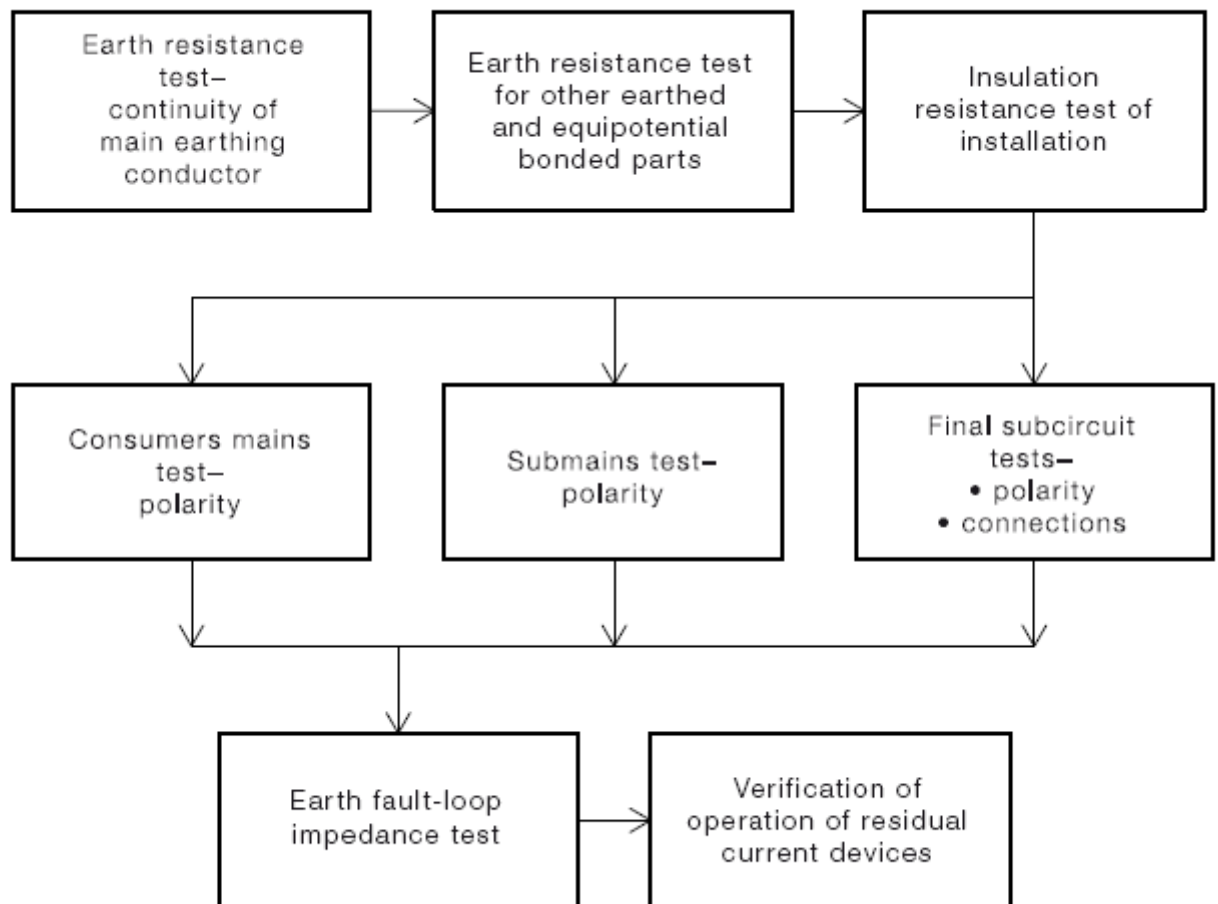 Earth resistance
test–
continuity of
main earthing
conductor
Earth resistance test
for other earthed
and equipotential
bonded parts
Insulation
resistance test of
installation
Consumers mains
test–
polarity
Submains test–
polarity
Final subcircuit
tests–
• polarity
• connections
Earth fault-loop
impedance test
Verification of
operation of residual
current devices